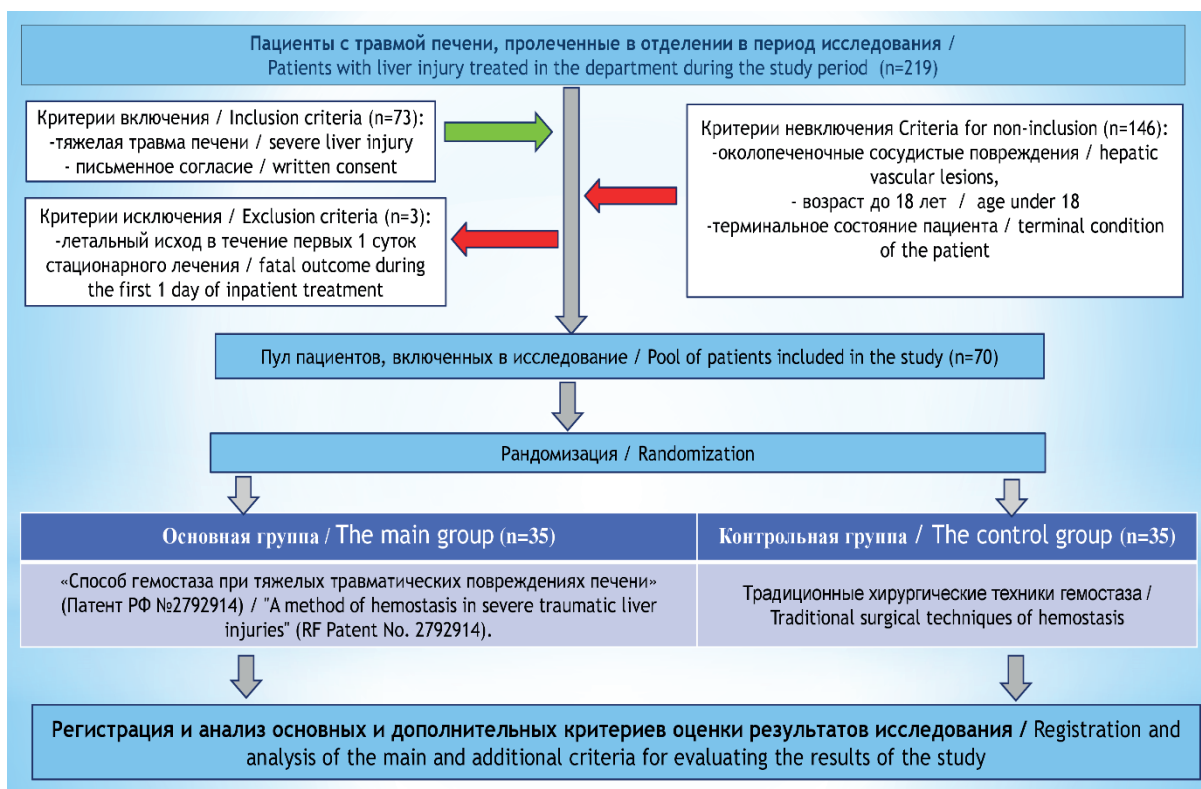 Пациенты с травмой печени, пролеченные в отделении в период исследования /
Patients with liver injury treated in the department during the study period (n=219)
Критерии включения / Inclusion criteria (n=73):
-тяжелая травма печени / severe liver injury
- письменное согласие / written consent
Критерии невключения Criteria for non-inclusion (n=146):
-околопеченочные сосудистые повреждения / hepatic
vascular lesions,
- возраст до 18 лет / age under 18
-терминальное состояние пациента / terminal condition
of the patient
Критерии исключения / Exclusion criteria (n=3):
-летальный исход в течение первых 1 суток
стационарного лечения / fatal outcome during
the first 1 day of inpatient treatment
Пул пациентов, включенных в исследование / Pool of patients included in the study (n=70)
Рандомизация / Randomization
Основная группа / The main group (n=35)
«Способ гемостаза при тяжелых травматических повреждениях печени»
(Патент РФ №2792914) / "A method of hemostasis in severe traumatic liver
injuries" (RF Patent No. 2792914).
Контрольная группа / The control group (n=35)
Традиционные хирургические техники гемостаза /
Traditional surgical techniques of hemostasis
Регистрация и анализ основных и дополнительных критериев оценки результатов исследования / Registration and
analysis of the main and additional criteria for evaluating the results of the study